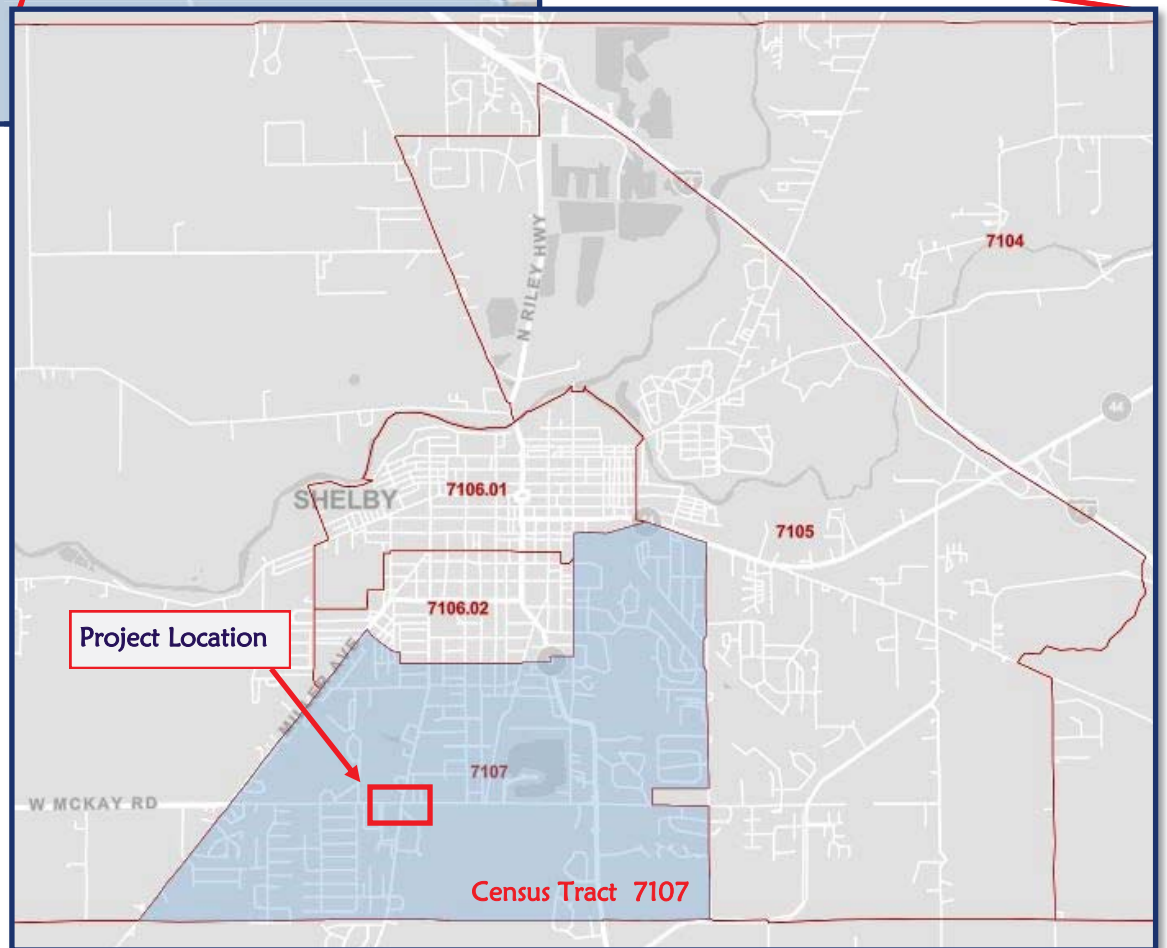 7104
N RILEY HWY
44
7106.01
SHELBY
7105
7106.02
Project Location
MILLER AVE
7107
W MCKAY RD
Census Tract 7107